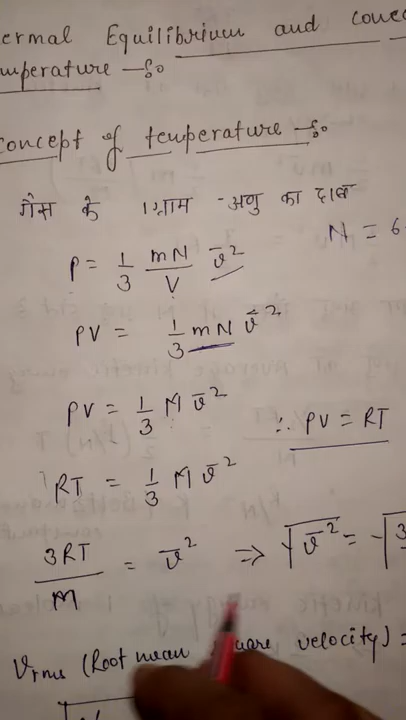 ermal Equilibrium and conce
mperature —:
concept of temperature —:
गैस के 1 ग्राम -अणु का दाब
N = 6
P = 1/3 mN/V v̄²
PV = 1/3 mN v̄²
PV = 1/3 M v̄²
∴ PV = RT
RT = 1/3 M v̄²
3RT/M = v̄² ⇒ √v̄² = √3
Vrms (Root mean square velocity) =